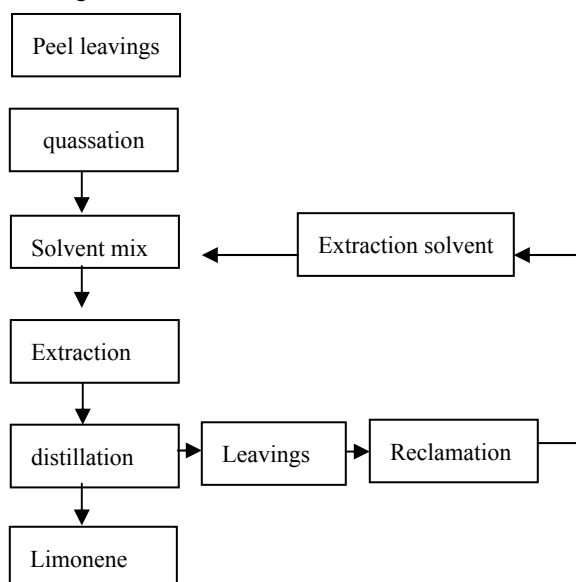 Peel leavings
quassation
Solvent mix
Extraction solvent
Extraction
distillation
Leavings
Reclamation
Limonene